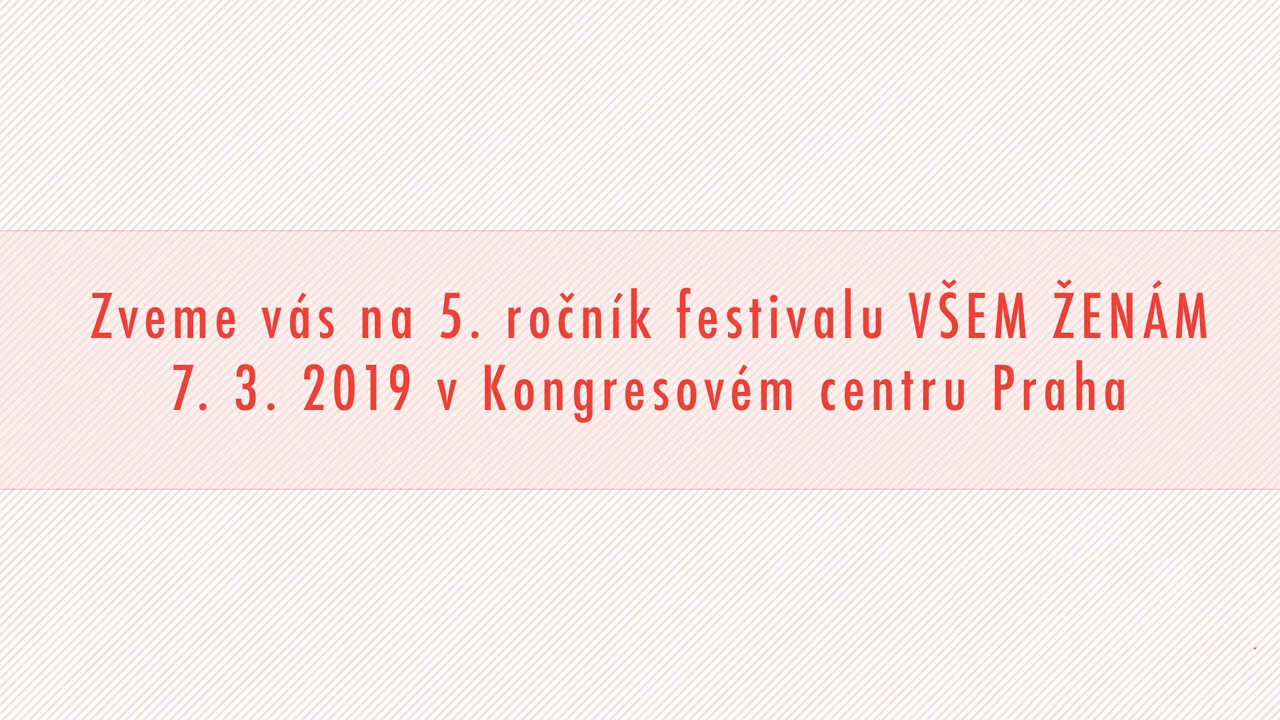 Zveme vás na 5. ročník festivalu VŠEM ŽENÁM
7. 3. 2019 v Kongresovém centru Praha